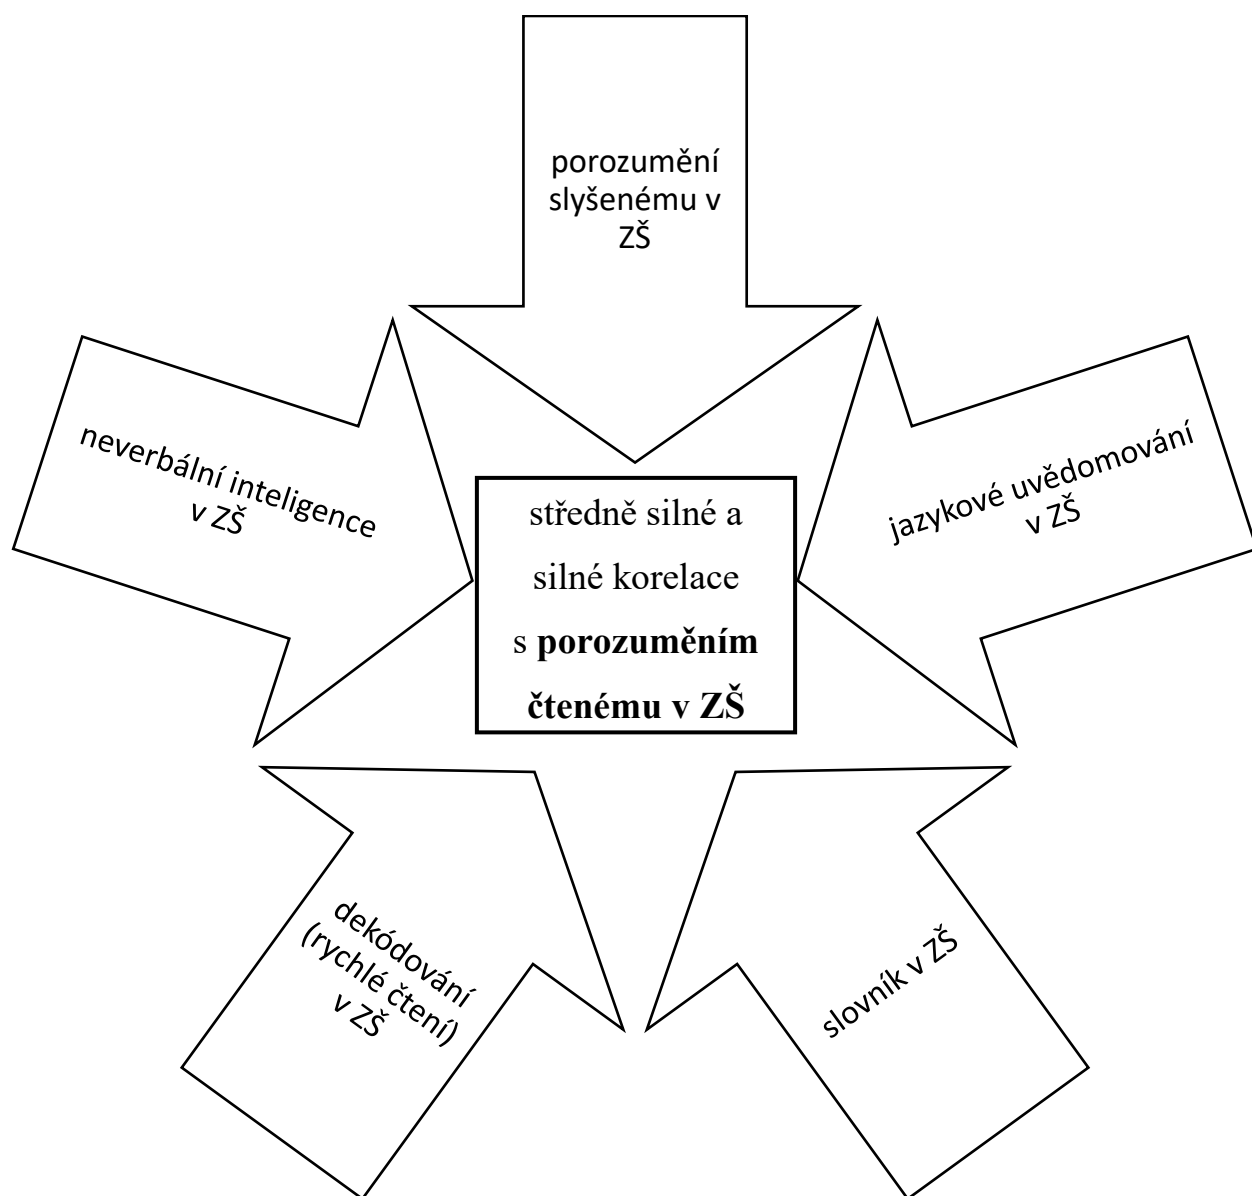 porozumění
slyšenému v
ZŠ
neverbální inteligence
v ZŠ
jazykové uvědomování
v ZŠ
středně silné a
silné korelace
s porozuměním
čtenému v ZŠ
dekódování
(rychlé čtení)
v ZŠ
slovník v ZŠ